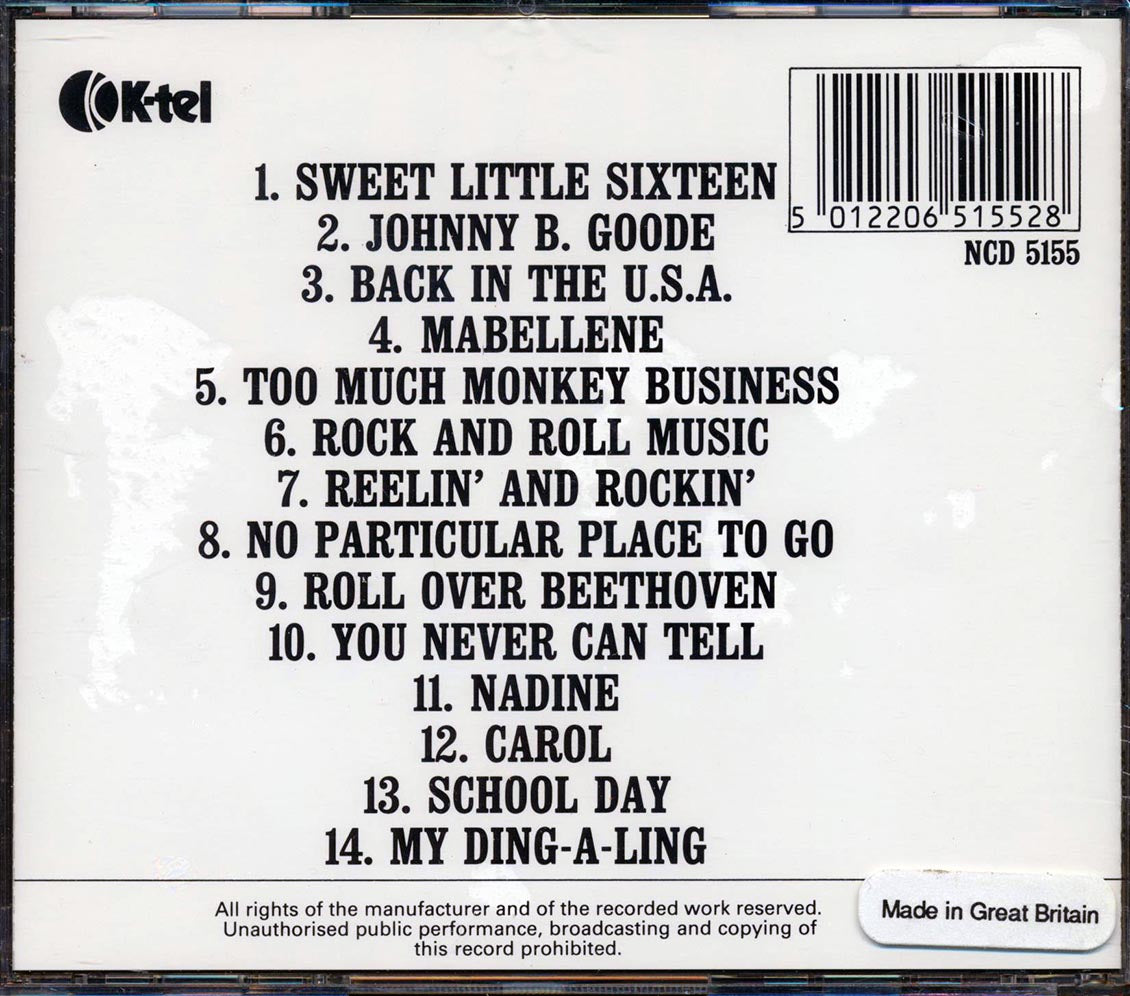 K-tel
5 012206 515528
NCD 5155
1. SWEET LITTLE SIXTEEN
2. JOHNNY B. GOODE
3. BACK IN THE U.S.A.
4. MABELLENE
5. TOO MUCH MONKEY BUSINESS
6. ROCK AND ROLL MUSIC
7. REELIN’ AND ROCKIN’
8. NO PARTICULAR PLACE TO GO
9. ROLL OVER BEETHOVEN
10. YOU NEVER CAN TELL
11. NADINE
12. CAROL
13. SCHOOL DAY
14. MY DING-A-LING
All rights of the manufacturer and of the recorded work reserved.
Unauthorised public performance, broadcasting and copying of
this record prohibited.
Made in Great Britain